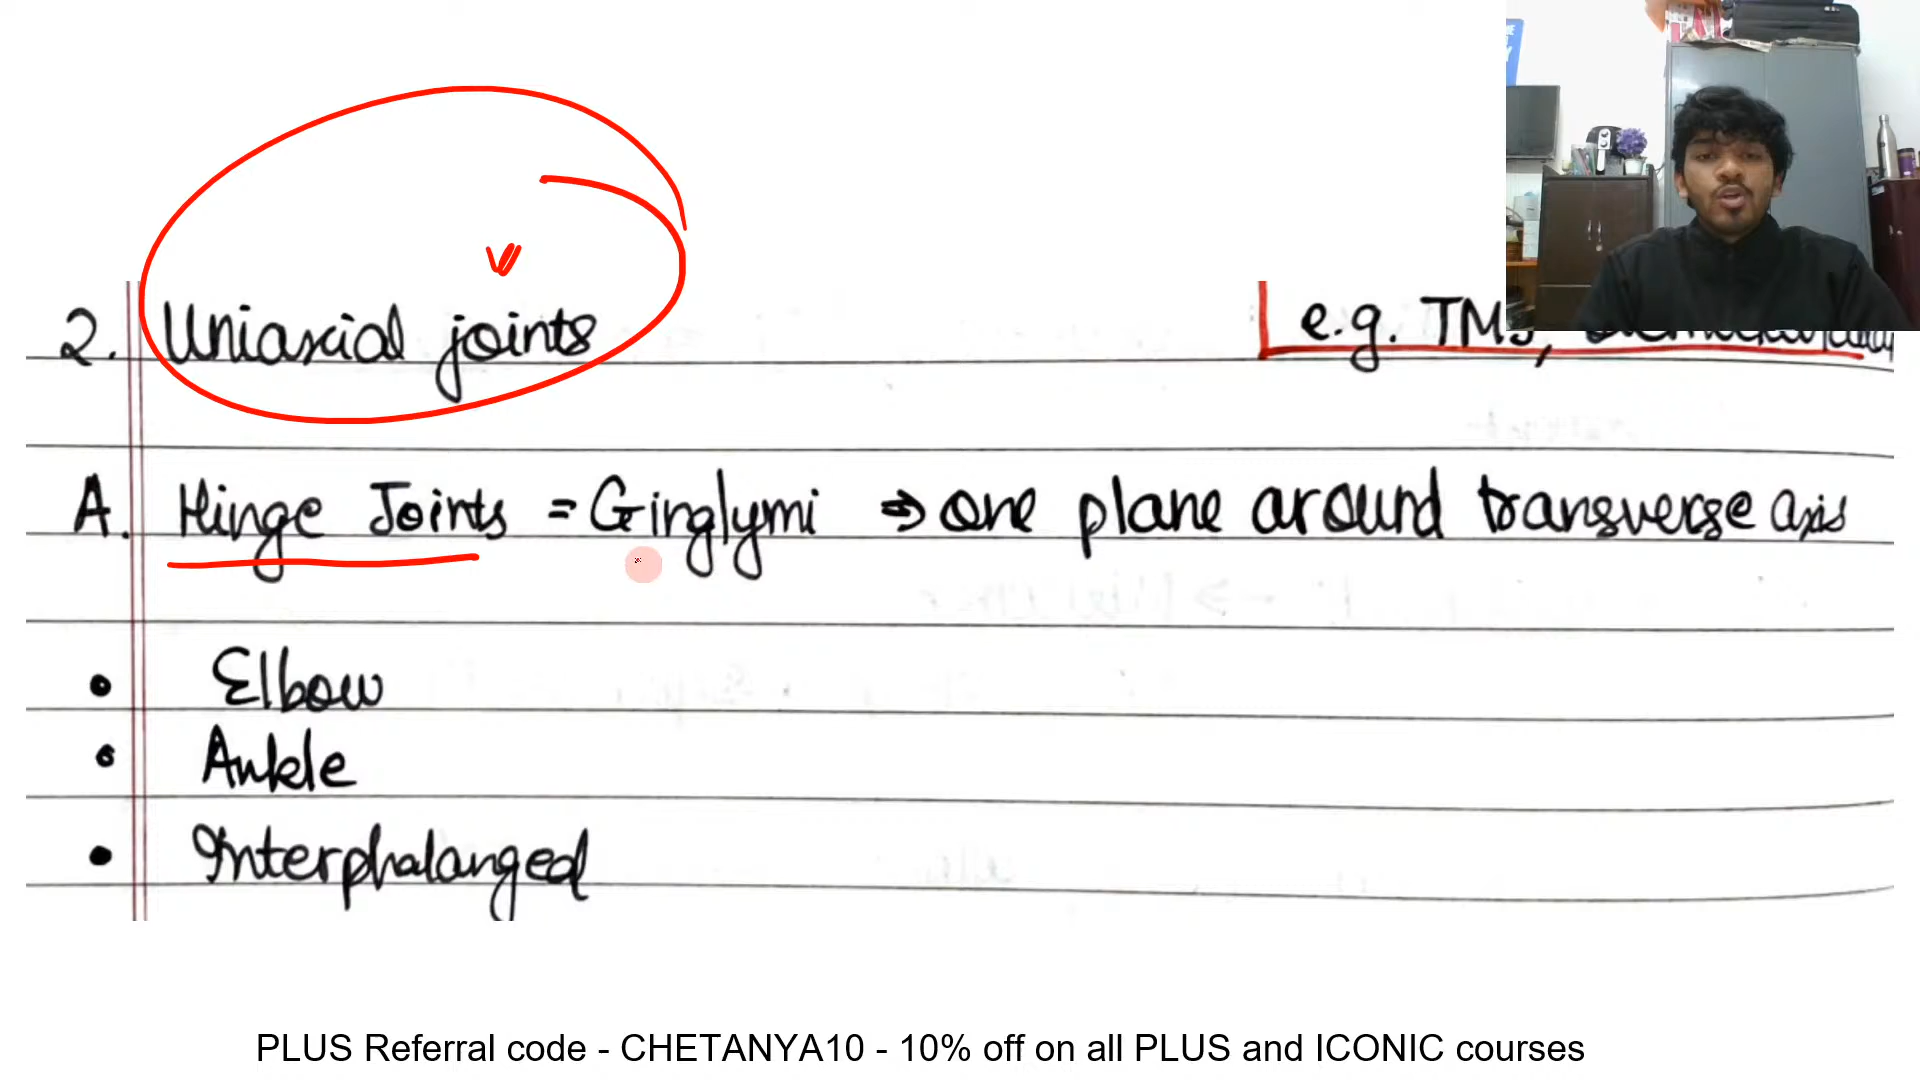 2. Uniaxial joints
e.g. TMJ,
A. Hinge Joints = Ginglymi ⇒ one plane around transverse axis
• Elbow
• Ankle
• Interphalangeal
PLUS Referral code - CHETANYA10 - 10% off on all PLUS and ICONIC courses